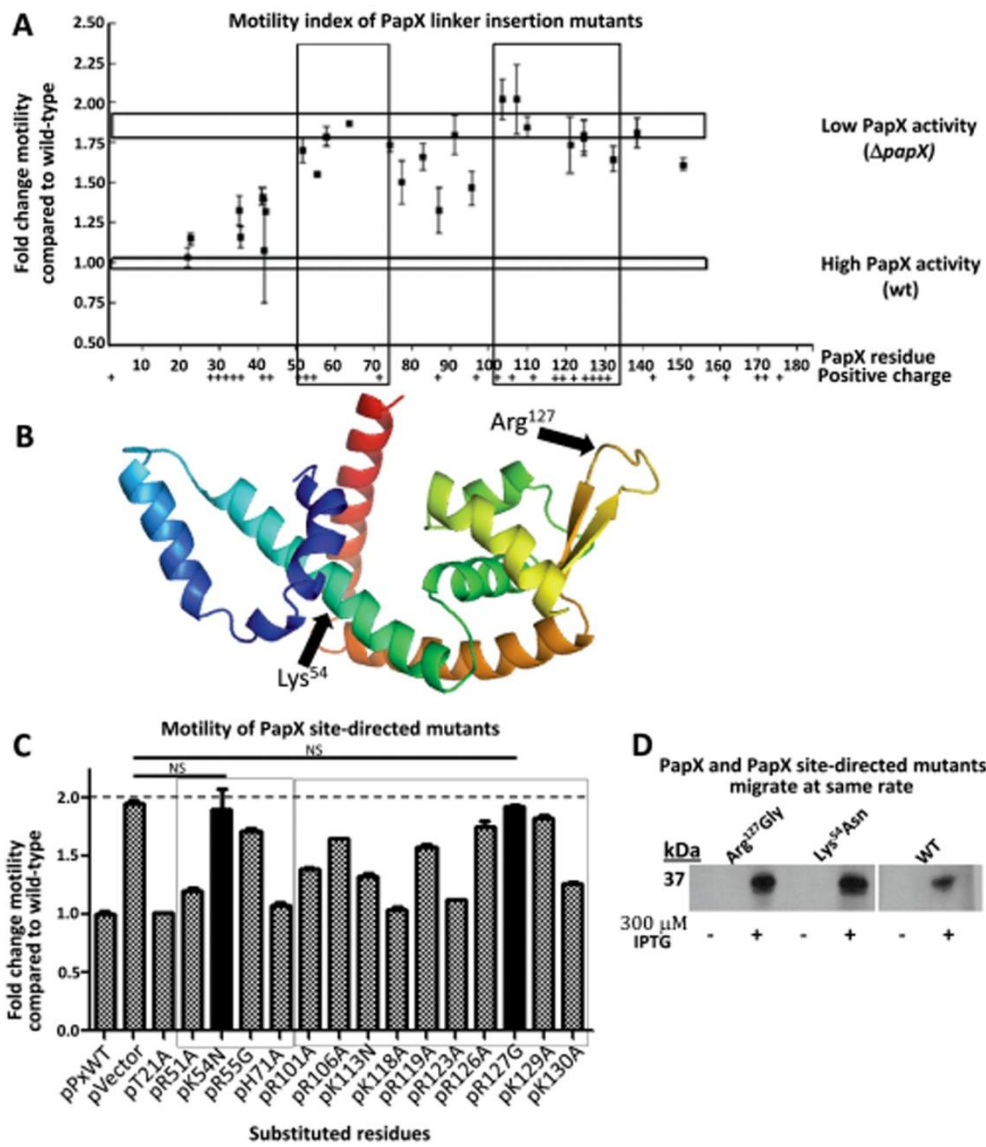 A
Motility index of PapX linker insertion mutants
Fold change motility
compared to wild-type
2.50
2.25
2.00
1.75
1.50
1.25
1.00
0.75
0.50
Low PapX activity
(ΔpapX)
High PapX activity
(wt)
10 20 30 40 50 60 70 80 90 100 110 120 130 140 150 160 170 180
PapX residue
Positive charge
B
Arg127
Lys54
C
Motility of PapX site-directed mutants
NS
NS
Fold change motility
compared to wild-type
2.0
1.5
1.0
0.5
0.0
pPxWT
pVector
pT21A
pR51A
pK54N
pR55G
pH71A
pR101A
pR106A
pK113N
pK118A
pR119A
pR123A
pR126A
pR127G
pK129A
pK130A
Substituted residues
D
PapX and PapX site-directed mutants
migrate at same rate
Arg127Gly
Lys54Asn
WT
kDa
37
300 μM
IPTG
- + - + - +